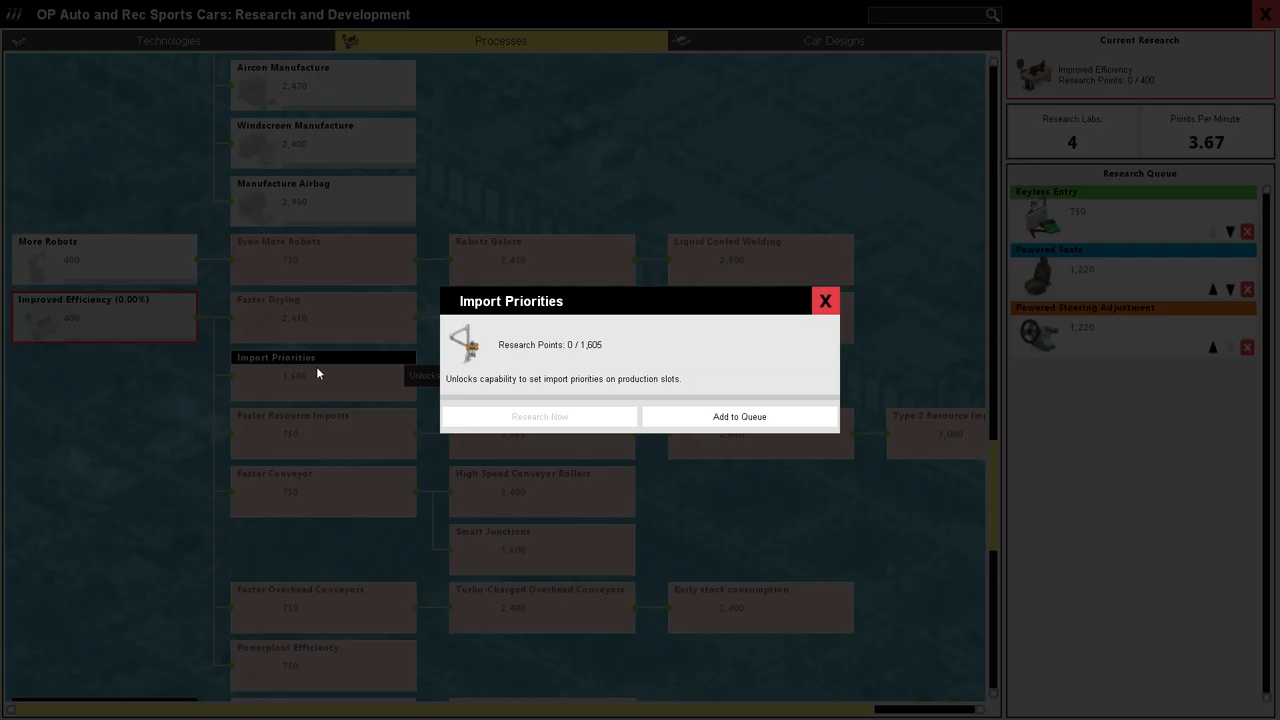 OP Auto and Rec Sports Cars: Research and Development
X
Technologies
Processes
Car Designs
Aircon Manufacture
2,470
Windscreen Manufacture
2,400
Manufacture Airbag
2,990
More Robots
400
Even More Robots
750
Robots Galore
2,410
Liquid Cooled Welding
2,500
Improved Efficiency (0.00%)
400
Faster Drying
2,410
Import Priorities
1,605
Unlocks
Faster Resource Imports
750
Type 2 Resource Imp
3,000
Faster Conveyor
750
High Speed Conveyor Rollers
2,400
Smart Junctions
1,600
Faster Overhead Conveyors
750
Turbo-Charged Overhead Conveyors
2,400
Early stock consumption
2,400
Powerplant Efficiency
750
Import Priorities
X
Research Points: 0 / 1,605
Unlocks capability to set import priorities on production slots.
Research Now
Add to Queue
Current Research
Improved Efficiency
Research Points: 0 / 400
Research Labs:
4
Points Per Minute:
3.67
Research Queue
Keyless Entry
750
X
Powered Seats
1,220
X
Powered Steering Adjustment
1,220
X